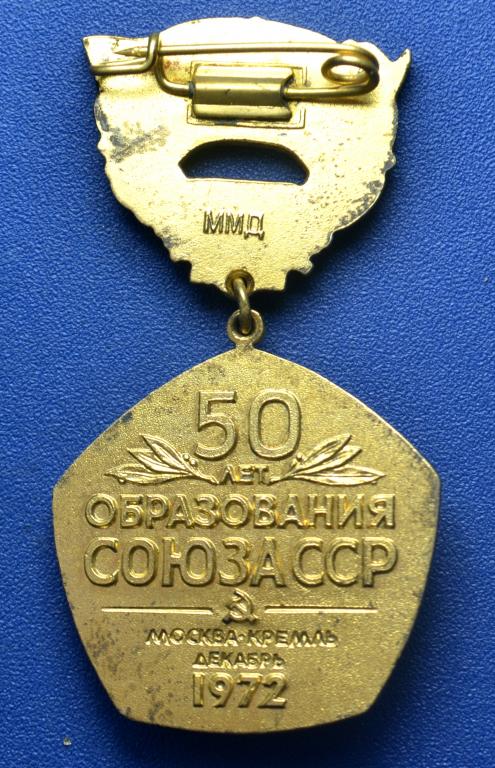 ММД
50
ЛЕТ
ОБРАЗОВАНИЯ
СОЮЗА ССР
МОСКВА·КРЕМЛЬ
ДЕКАБРЬ
1972